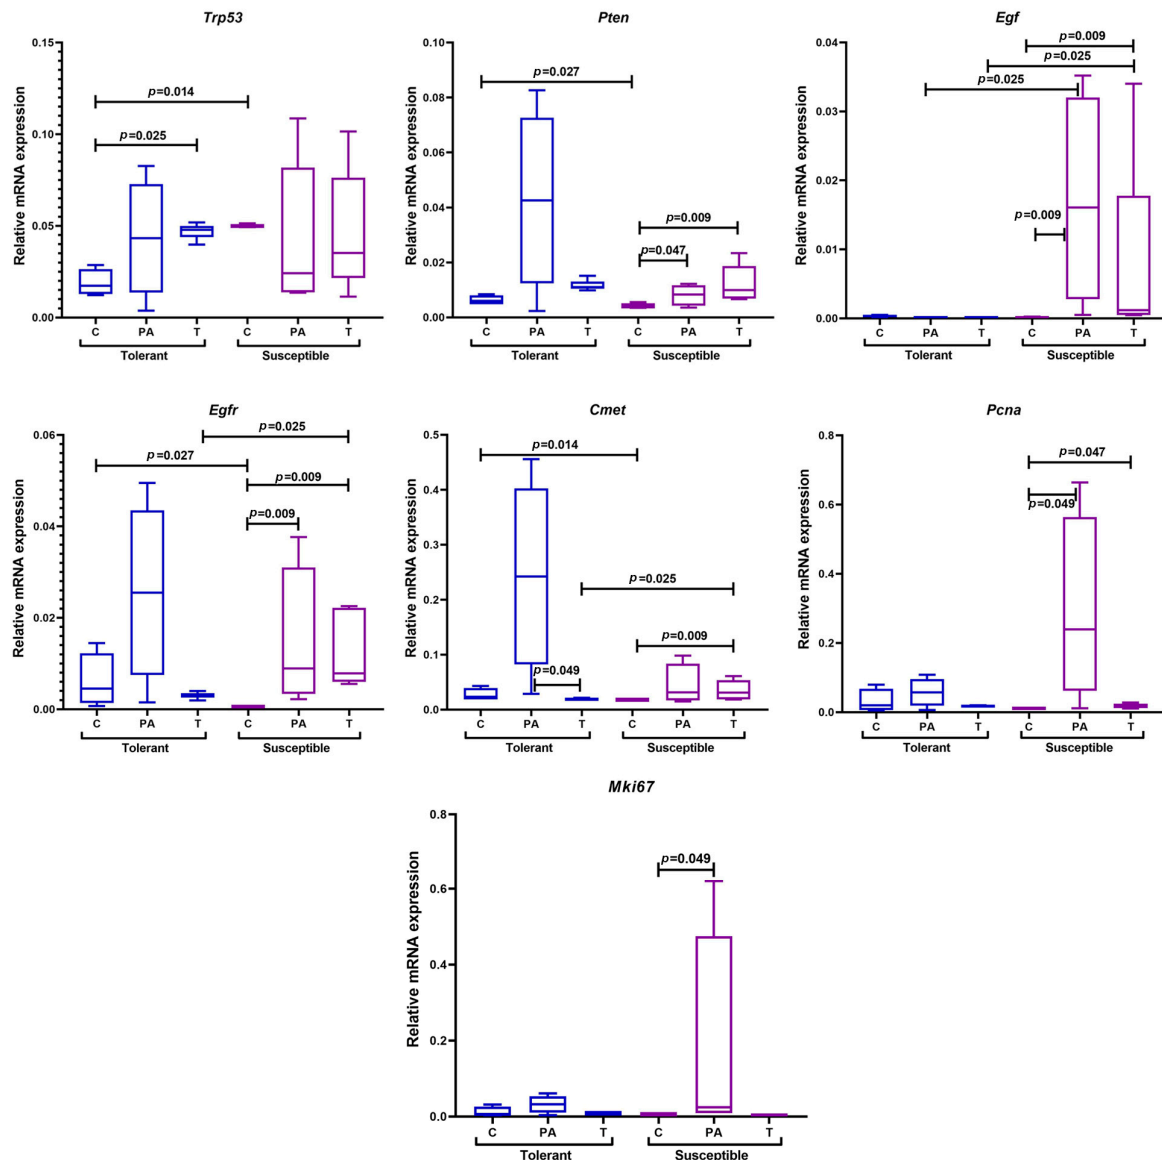 Trp53
Relative mRNA expression
0.15
0.10
0.05
0.00
p=0.014
p=0.025
C PA T C PA T
Tolerant Susceptible
Pten
Relative mRNA expression
0.10
0.08
0.06
0.04
0.02
0.00
p=0.027
p=0.009
p=0.047
C PA T C PA T
Tolerant Susceptible
Egf
Relative mRNA expression
0.04
0.03
0.02
0.01
0.00
p=0.009
p=0.025
p=0.025
p=0.009
C PA T C PA T
Tolerant Susceptible
Egfr
Relative mRNA expression
0.06
0.04
0.02
0.00
p=0.025
p=0.027
p=0.009
p=0.009
C PA T C PA T
Tolerant Susceptible
Cmet
Relative mRNA expression
0.5
0.4
0.3
0.2
0.1
0.0
p=0.014
p=0.025
p=0.009
p=0.049
C PA T C PA T
Tolerant Susceptible
Pcna
Relative mRNA expression
0.8
0.6
0.4
0.2
0.0
p=0.047
p=0.049
C PA T C PA T
Tolerant Susceptible
Mki67
Relative mRNA expression
0.8
0.6
0.4
0.2
0.0
p=0.049
C PA T C PA T
Tolerant Susceptible